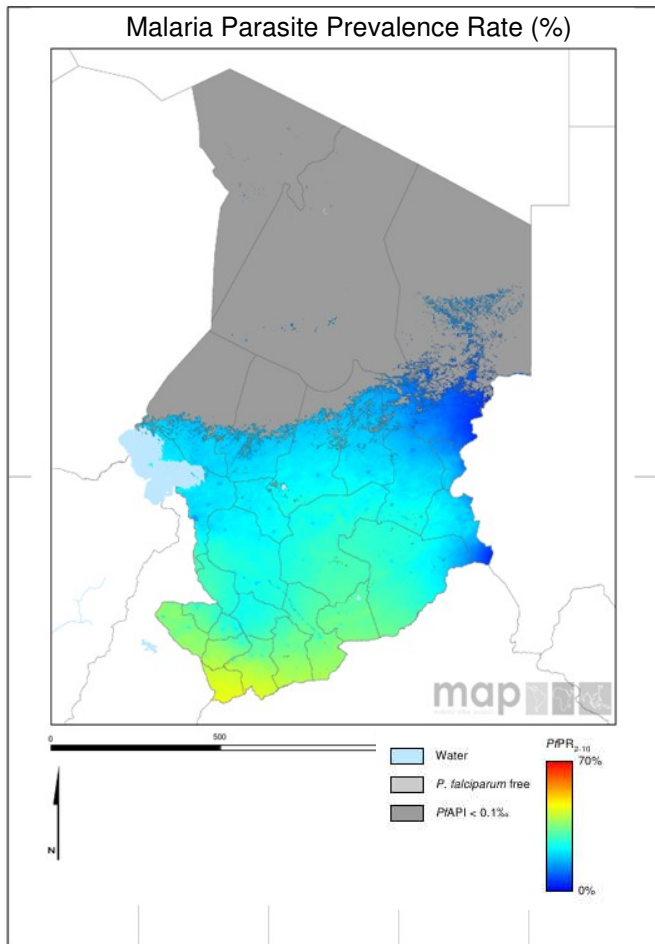 Malaria Parasite Prevalence Rate (%)
map
0
500
N
Water
P. falciparum free
PfAPI < 0.1‰
PfPR2-10
70%
0%